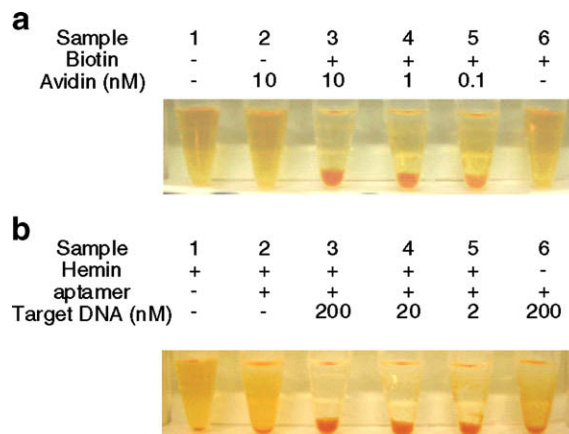 a
Sample 1 2 3 4 5 6
Biotin - - + + + +
Avidin (nM) - 10 10 1 0.1 -
b
Sample 1 2 3 4 5 6
Hemin + + + + + -
aptamer - + + + + +
Target DNA (nM) - - 200 20 2 200